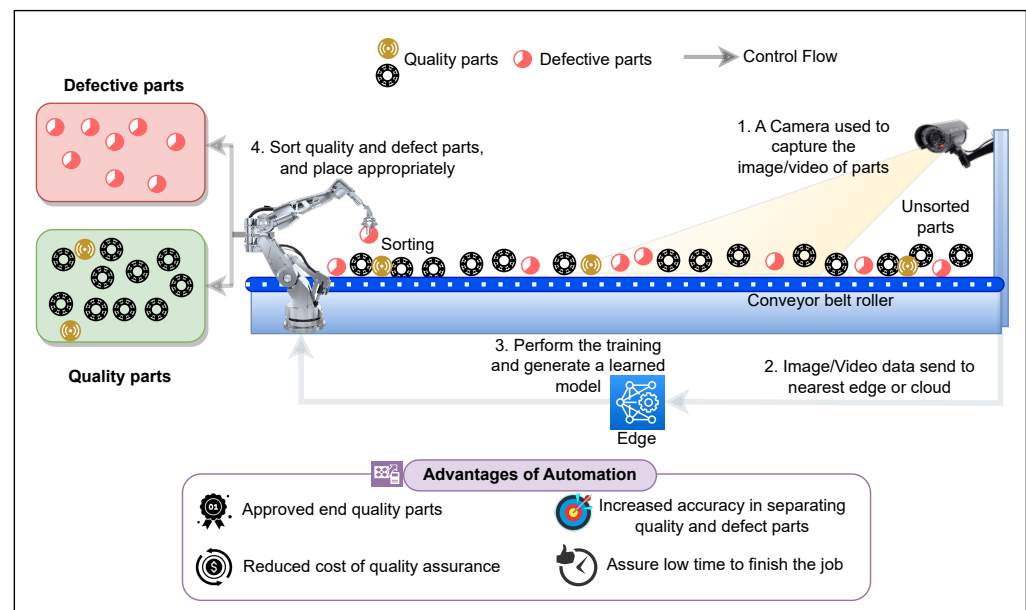 Quality parts
Defective parts
Control Flow
Defective parts
1. A Camera used to
capture the
image/video of parts
4. Sort quality and defect parts,
and place appropriately
Unsorted
parts
Sorting
Conveyor belt roller
Quality parts
3. Perform the training
and generate a learned
model
2. Image/Video data send to
nearest edge or cloud
Edge
Advantages of Automation
01
Approved end quality parts
Increased accuracy in separating
quality and defect parts
$
Reduced cost of quality assurance
Assure low time to finish the job